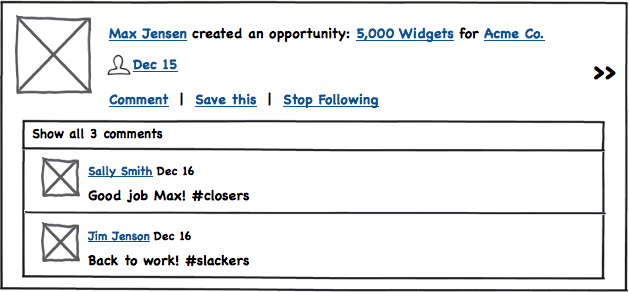 Max Jensen created an opportunity: 5,000 Widgets for Acme Co.
Dec 15
>>
Comment | Save this | Stop Following
Show all 3 comments
Sally Smith Dec 16
Good job Max! #closers
Jim Jenson Dec 16
Back to work! #slackers